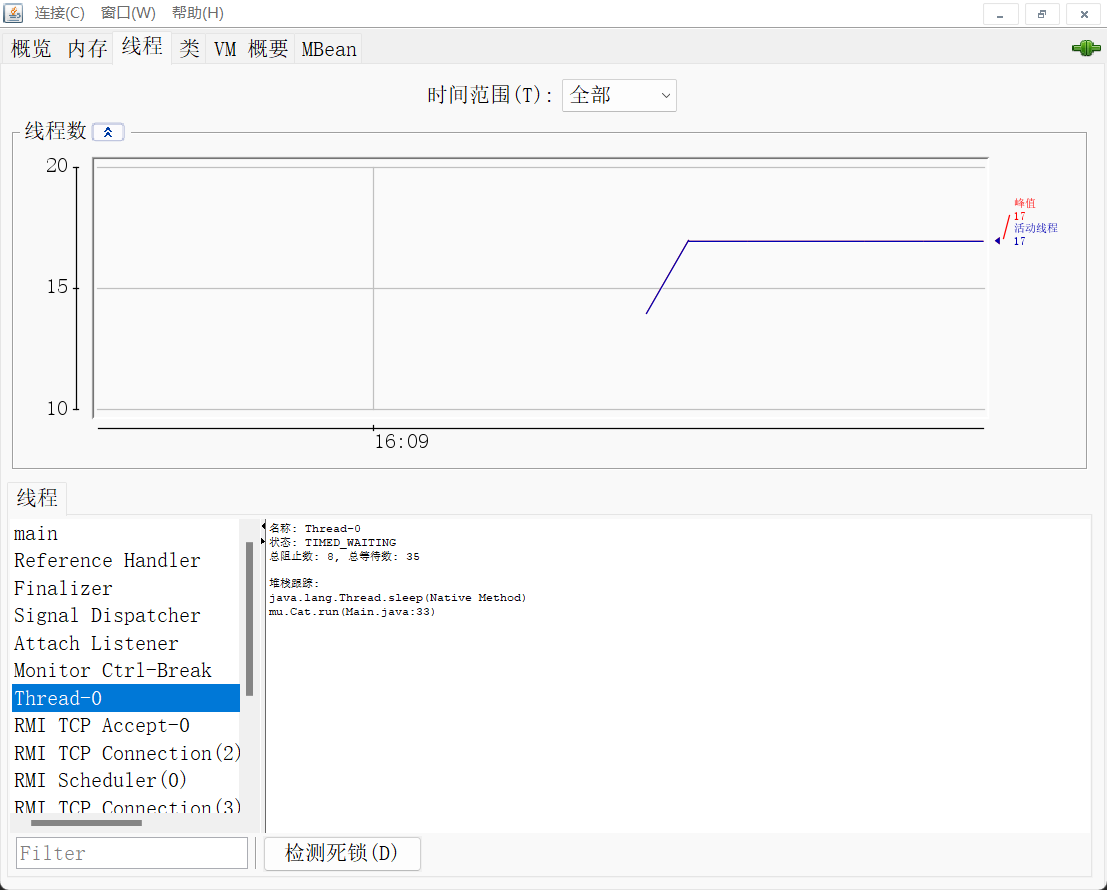 连接(C) 窗口(W) 帮助(H)
概览 内存 线程 类 VM 概要 MBean
时间范围(T): 全部
线程数
20
15
10
16:09
峰值
17
活动线程
17
线程
main
Reference Handler
Finalizer
Signal Dispatcher
Attach Listener
Monitor Ctrl-Break
Thread-0
RMI TCP Accept-0
RMI TCP Connection(2)
RMI Scheduler(0)
RMI TCP Connection(3)
名称: Thread-0
状态: TIMED_WAITING
总阻止数: 8, 总等待数: 35
堆栈跟踪:
java.lang.Thread.sleep(Native Method)
mu.Cat.run(Main.java:33)
Filter
检测死锁(D)